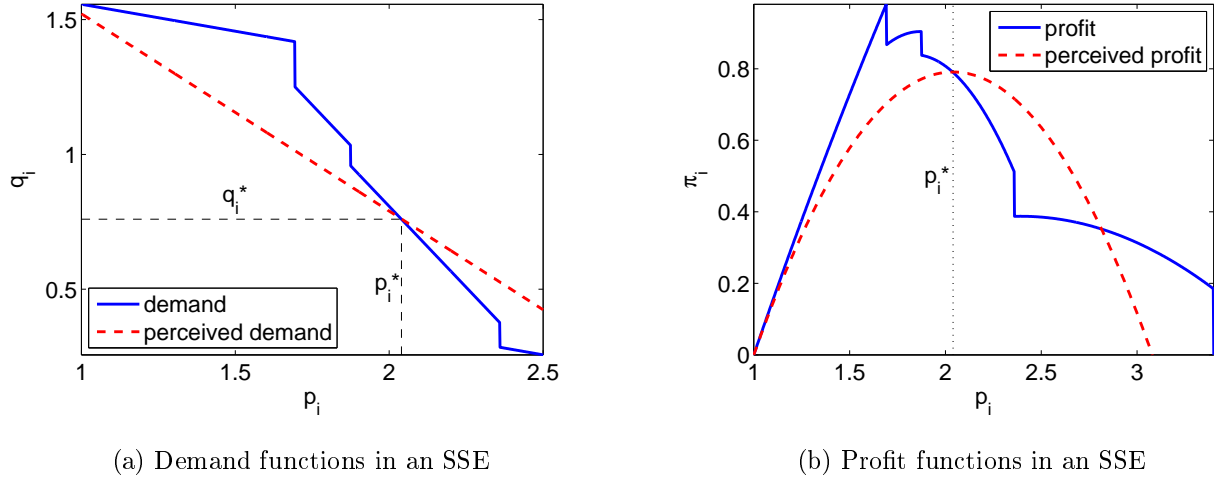 1.5
1
0.5
q_i
q_i*
p_i*
demand
perceived demand
1
1.5
2
2.5
p_i
(a) Demand functions in an SSE
0.8
0.6
0.4
0.2
0
π_i
profit
perceived profit
p_i*
1
1.5
2
2.5
3
p_i
(b) Profit functions in an SSE